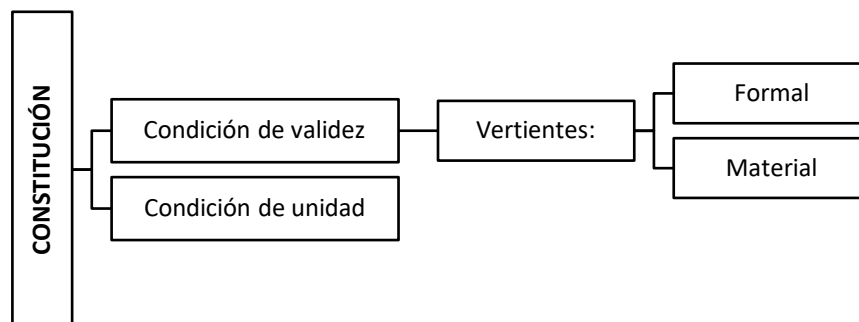 CONSTITUCIÓN
Condición de validez
Condición de unidad
Vertientes:
Formal
Material